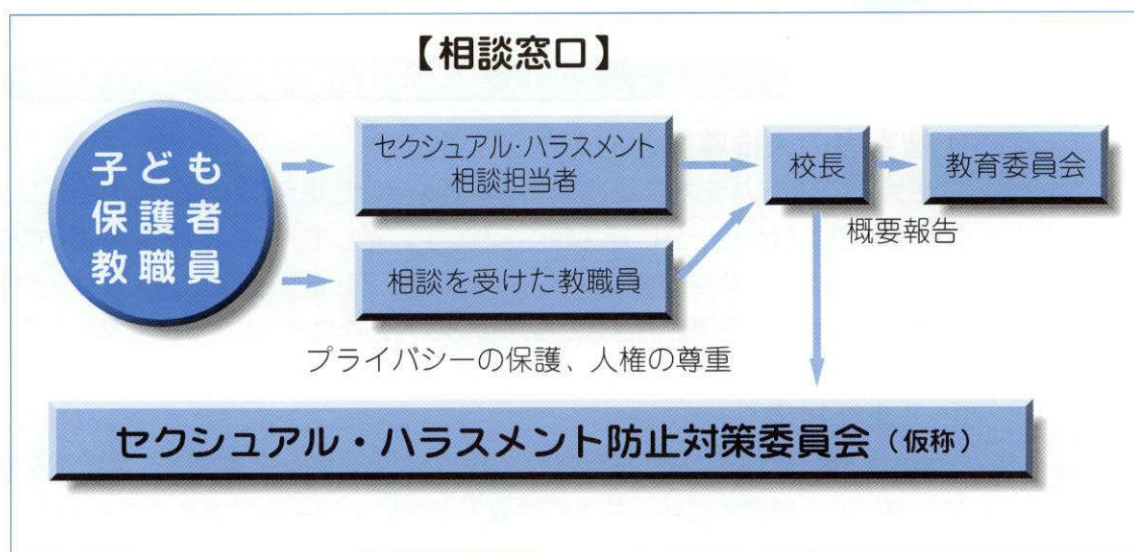 【相談窓口】
子ども
保護者
教職員
セクシュアル・ハラスメント
相談担当者
相談を受けた教職員
校長
教育委員会
概要報告
プライバシーの保護、人権の尊重
セクシュアル・ハラスメント防止対策委員会（仮称）